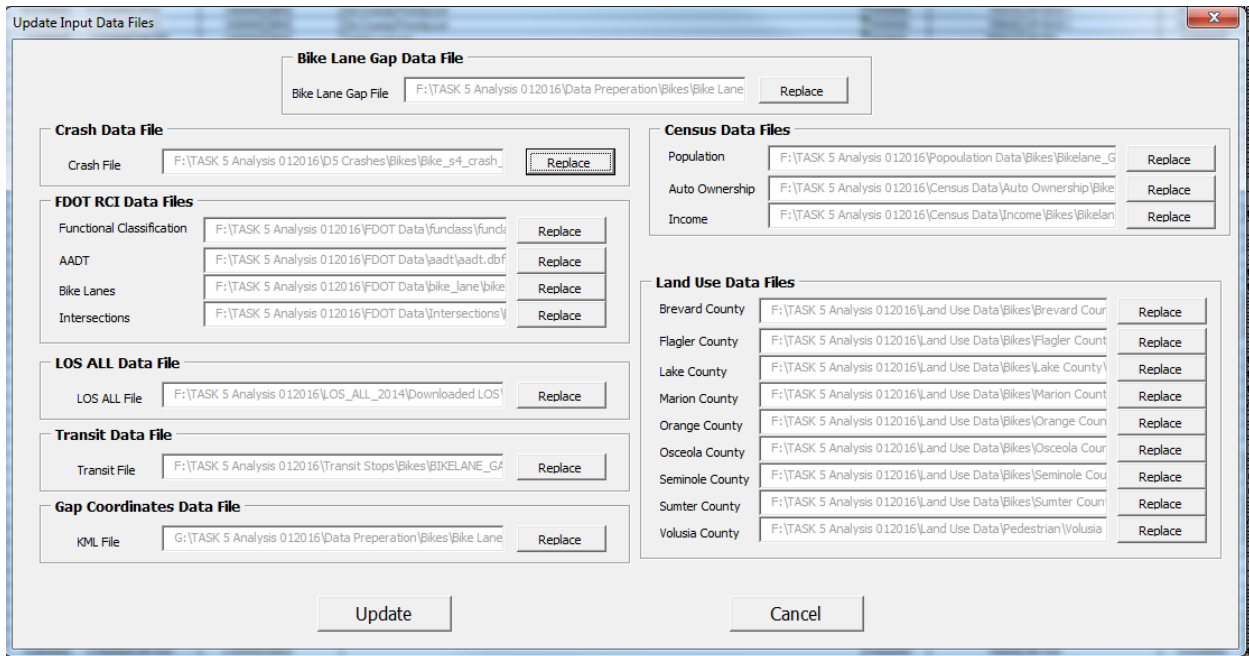 Update Input Data Files
Bike Lane Gap Data File
Bike Lane Gap File F:\TASK 5 Analysis 012016\Data Preperation\Bikes\Bike Lane Replace
Crash Data File
Crash File F:\TASK 5 Analysis 012016\D5 Crashes\Bikes\Bike_s4_crash_ Replace
FDOT RCI Data Files
Functional Classification F:\TASK 5 Analysis 012016\FDOT Data\funclass\funcla Replace
AADT F:\TASK 5 Analysis 012016\FDOT Data\aadt\aadt.dbf Replace
Bike Lanes F:\TASK 5 Analysis 012016\FDOT Data\bike_lane\bike Replace
Intersections F:\TASK 5 Analysis 012016\FDOT Data\Intersections\ Replace
LOS ALL Data File
LOS ALL File F:\TASK 5 Analysis 012016\LOS_ALL_2014\Downloaded LOS\ Replace
Transit Data File
Transit File F:\TASK 5 Analysis 012016\Transit Stops\Bikes\BIKELANE_GA Replace
Gap Coordinates Data File
KML File G:\TASK 5 Analysis 012016\Data Preperation\Bikes\Bike Lane Replace
Census Data Files
Population F:\TASK 5 Analysis 012016\Popoulation Data\Bikes\Bikelane_G Replace
Auto Ownership F:\TASK 5 Analysis 012016\Census Data\Auto Ownership\Bike Replace
Income F:\TASK 5 Analysis 012016\Census Data\Income\Bikes\Bikelan Replace
Land Use Data Files
Brevard County F:\TASK 5 Analysis 012016\Land Use Data\Bikes\Brevard Cour Replace
Flagler County F:\TASK 5 Analysis 012016\Land Use Data\Bikes\Flagler Count Replace
Lake County F:\TASK 5 Analysis 012016\Land Use Data\Bikes\Lake County\ Replace
Marion County F:\TASK 5 Analysis 012016\Land Use Data\Bikes\Marion Count Replace
Orange County F:\TASK 5 Analysis 012016\Land Use Data\Bikes\Orange Coun Replace
Osceola County F:\TASK 5 Analysis 012016\Land Use Data\Bikes\Osceola Cour Replace
Seminole County F:\TASK 5 Analysis 012016\Land Use Data\Bikes\Seminole Cou Replace
Sumter County F:\TASK 5 Analysis 012016\Land Use Data\Bikes\Sumter Count Replace
Volusia County F:\TASK 5 Analysis 012016\Land Use Data\Pedestrian\Volusia Replace
Update Cancel